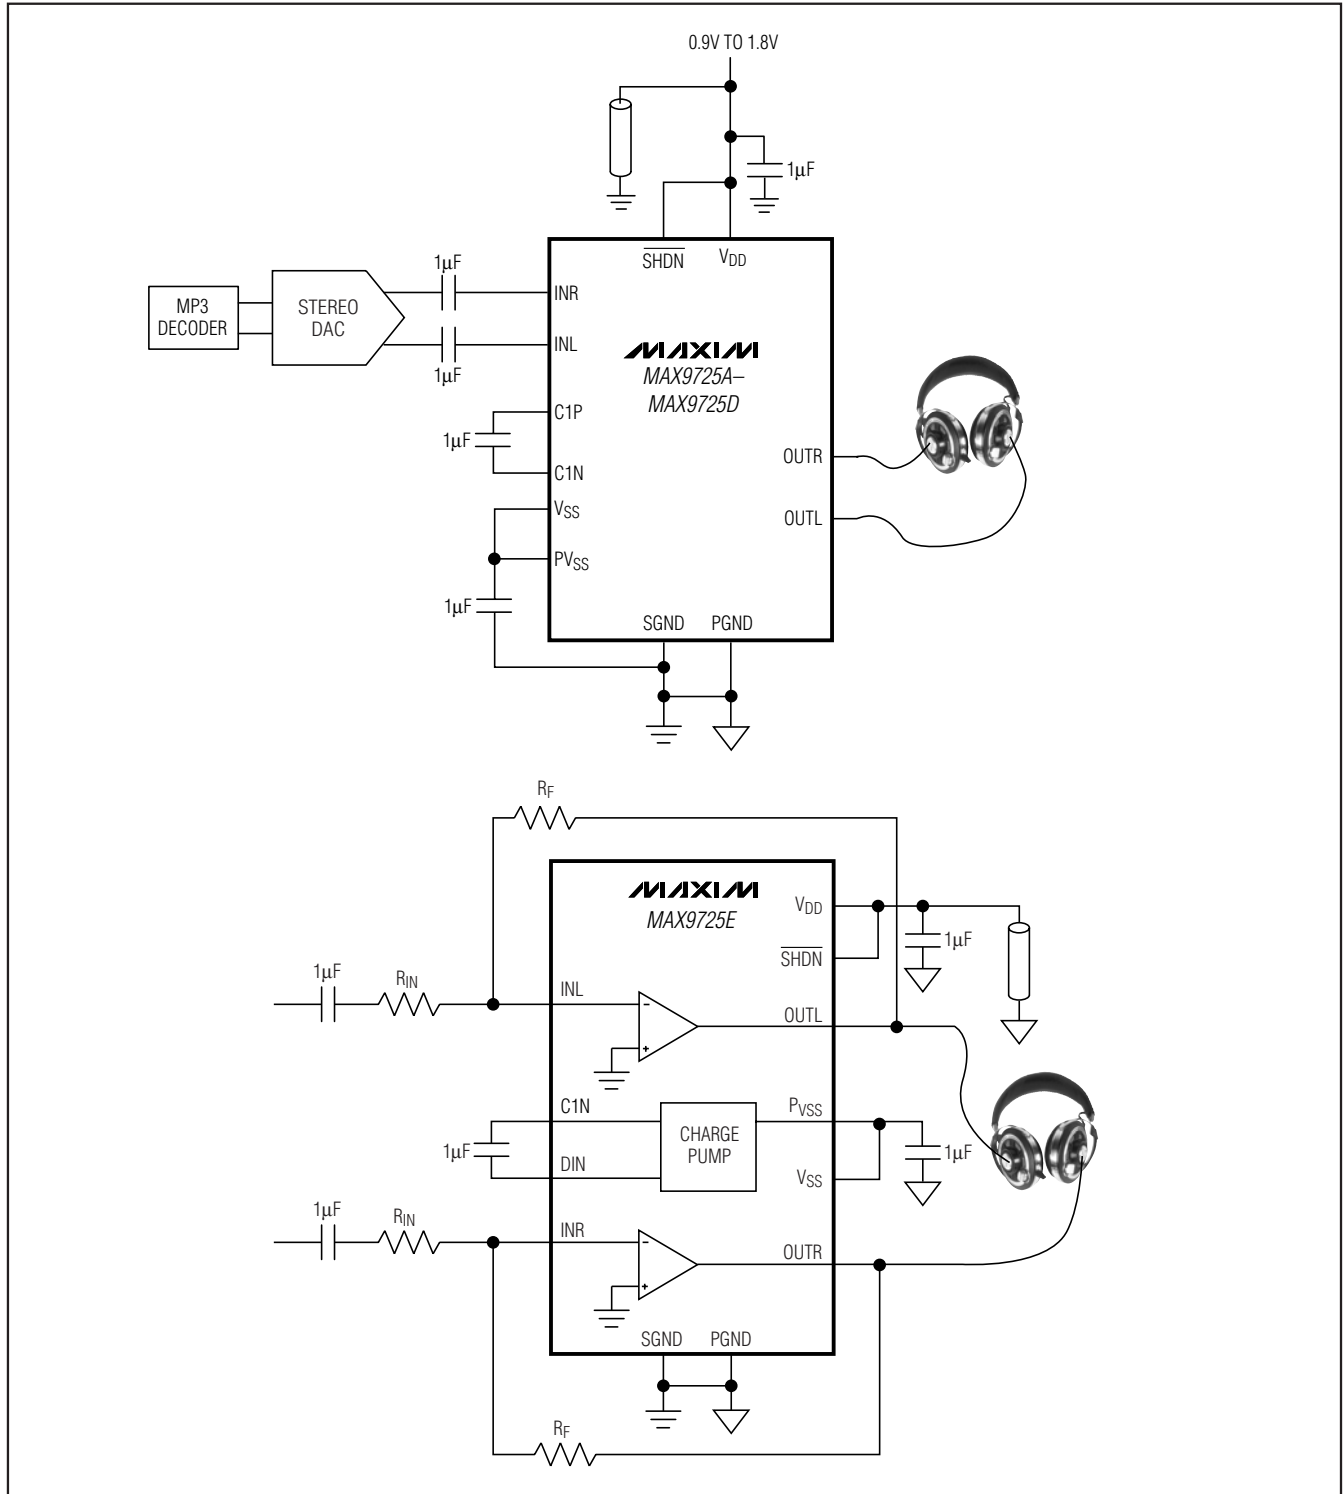 0.9V TO 1.8V
1µF
SHDN
VDD
1µF
MP3
DECODER
STEREO
DAC
INR
INL
1µF
MAXIM
MAX9725A–
MAX9725D
C1P
1µF
C1N
OUTR
VSS
OUTL
PVSS
1µF
SGND
PGND
RF
MAXIM
MAX9725E
VDD
1µF
SHDN
1µF
RIN
INL
-
OUTL
+
C1N
PVSS
CHARGE
PUMP
1µF
1µF
DIN
VSS
1µF
RIN
INR
-
OUTR
+
SGND
PGND
RF